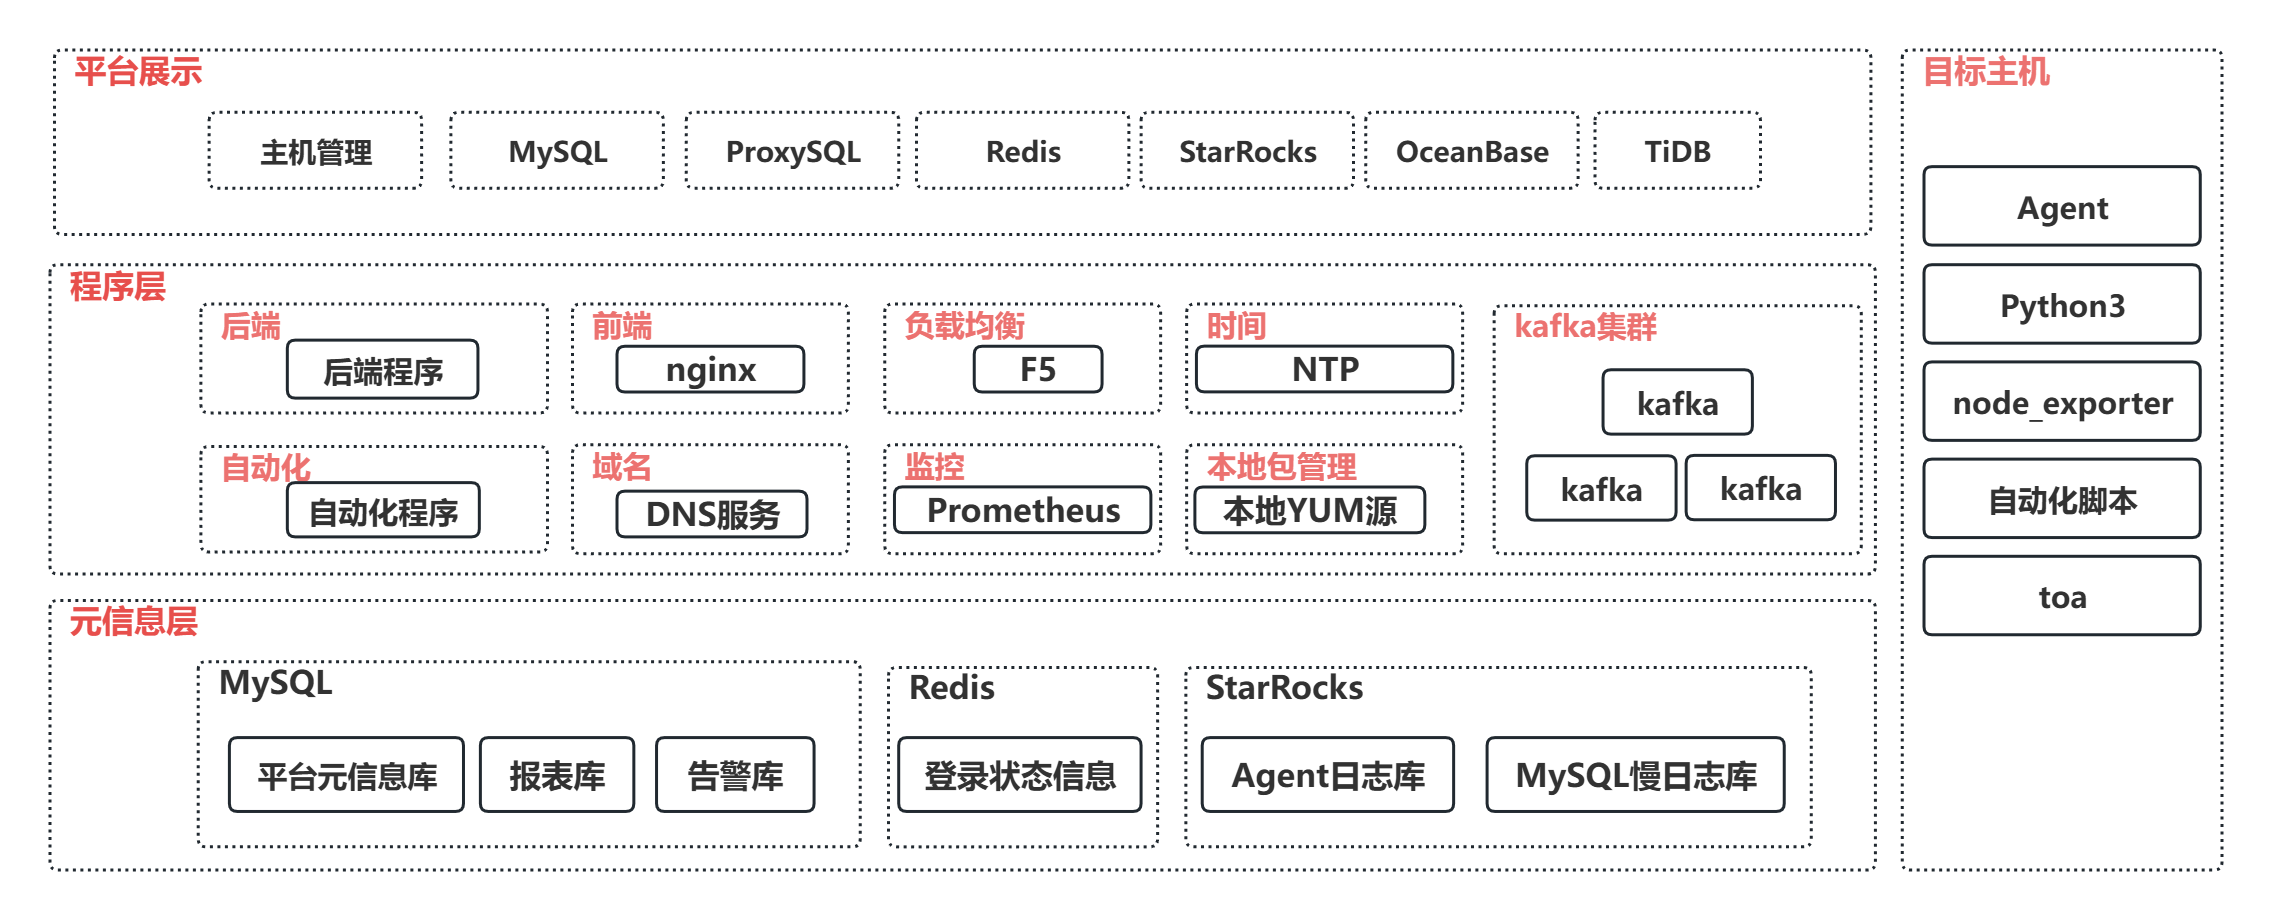 平台展示
主机管理
MySQL
ProxySQL
Redis
StarRocks
OceanBase
TiDB
程序层
后端
后端程序
前端
nginx
负载均衡
F5
时间
NTP
kafka集群
kafka
kafka
kafka
自动化
自动化程序
域名
DNS服务
监控
Prometheus
本地包管理
本地YUM源
元信息层
MySQL
平台元信息库
报表库
告警库
Redis
登录状态信息
StarRocks
Agent日志库
MySQL慢日志库
目标主机
Agent
Python3
node_exporter
自动化脚本
toa